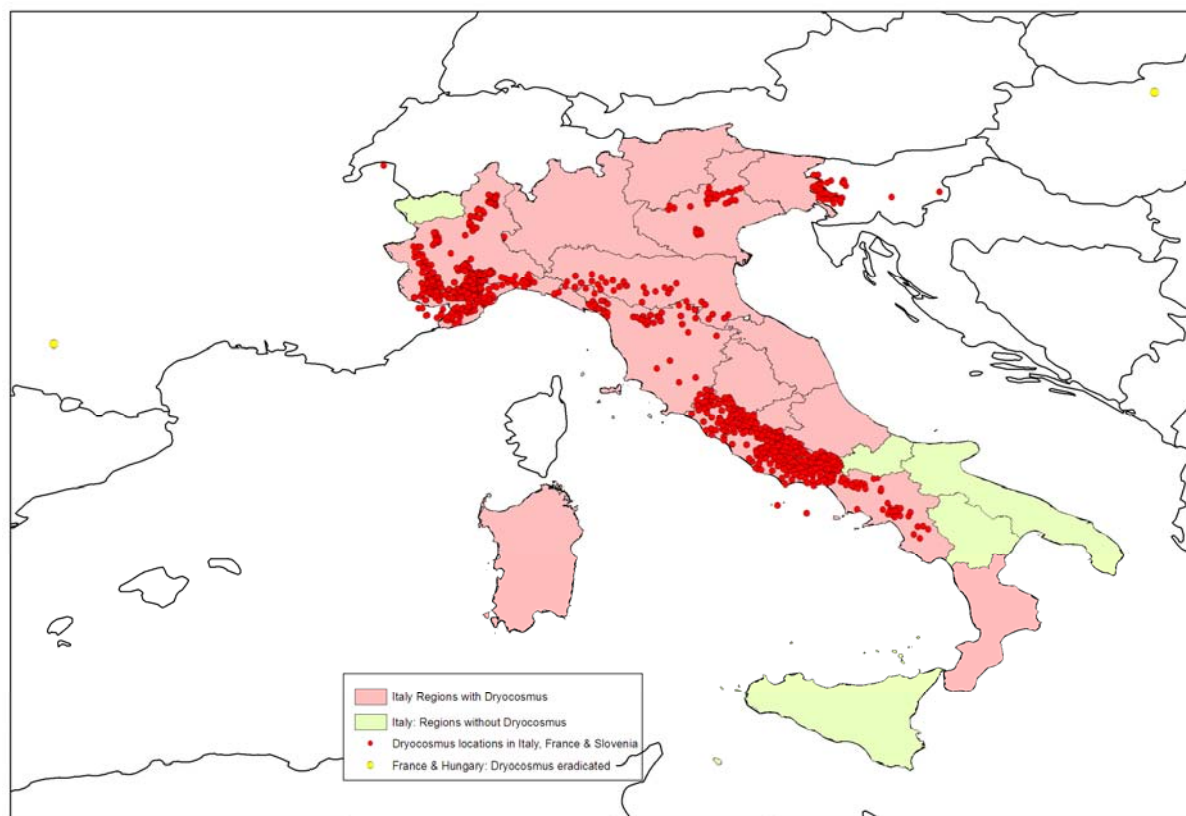 Italy Regions with Dryocosmus
Italy: Regions without Dryocosmus
Dryocosmus locations in Italy, France & Slovenia
France & Hungary: Dryocosmus eradicated